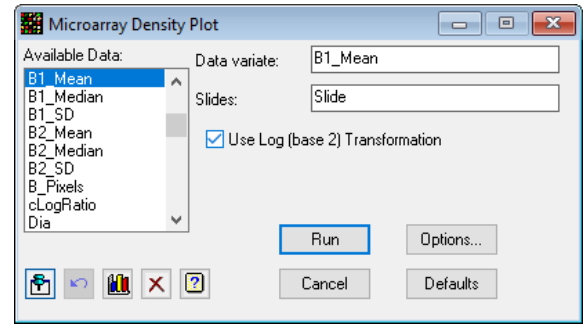 Microarray Density Plot
Available Data:
B1_Mean
B1_Median
B1_SD
B2_Mean
B2_Median
B2_SD
B_Pixels
cLogRatio
Dia
Data variate: B1_Mean
Slides: Slide
Use Log (base 2) Transformation
Run Options...
Cancel Defaults
?